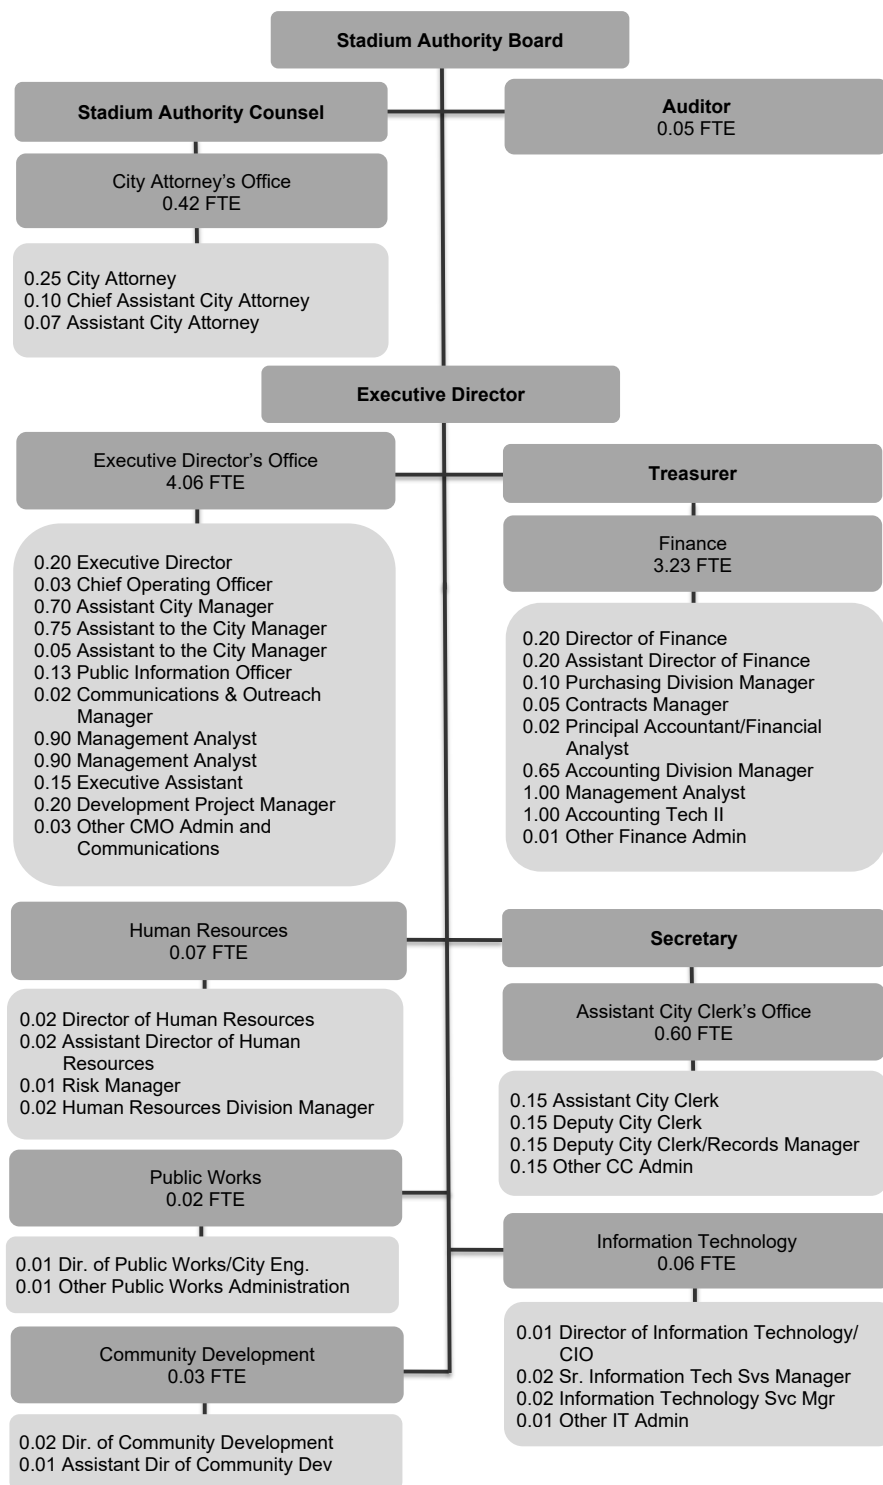 Stadium Authority Board
Stadium Authority Counsel
Auditor
0.05 FTE
City Attorney’s Office
0.42 FTE
0.25 City Attorney
0.10 Chief Assistant City Attorney
0.07 Assistant City Attorney
Executive Director
Executive Director’s Office
4.06 FTE
0.20 Executive Director
0.03 Chief Operating Officer
0.70 Assistant City Manager
0.75 Assistant to the City Manager
0.05 Assistant to the City Manager
0.13 Public Information Officer
0.02 Communications & Outreach
Manager
0.90 Management Analyst
0.90 Management Analyst
0.15 Executive Assistant
0.20 Development Project Manager
0.03 Other CMO Admin and
Communications
Treasurer
Finance
3.23 FTE
0.20 Director of Finance
0.20 Assistant Director of Finance
0.10 Purchasing Division Manager
0.05 Contracts Manager
0.02 Principal Accountant/Financial
Analyst
0.65 Accounting Division Manager
1.00 Management Analyst
1.00 Accounting Tech II
0.01 Other Finance Admin
Human Resources
0.07 FTE
0.02 Director of Human Resources
0.02 Assistant Director of Human
Resources
0.01 Risk Manager
0.02 Human Resources Division Manager
Secretary
Assistant City Clerk’s Office
0.60 FTE
0.15 Assistant City Clerk
0.15 Deputy City Clerk
0.15 Deputy City Clerk/Records Manager
0.15 Other CC Admin
Public Works
0.02 FTE
0.01 Dir. of Public Works/City Eng.
0.01 Other Public Works Administration
Information Technology
0.06 FTE
0.01 Director of Information Technology/
CIO
0.02 Sr. Information Tech Svs Manager
0.02 Information Technology Svc Mgr
0.01 Other IT Admin
Community Development
0.03 FTE
0.02 Dir. of Community Development
0.01 Assistant Dir of Community Dev